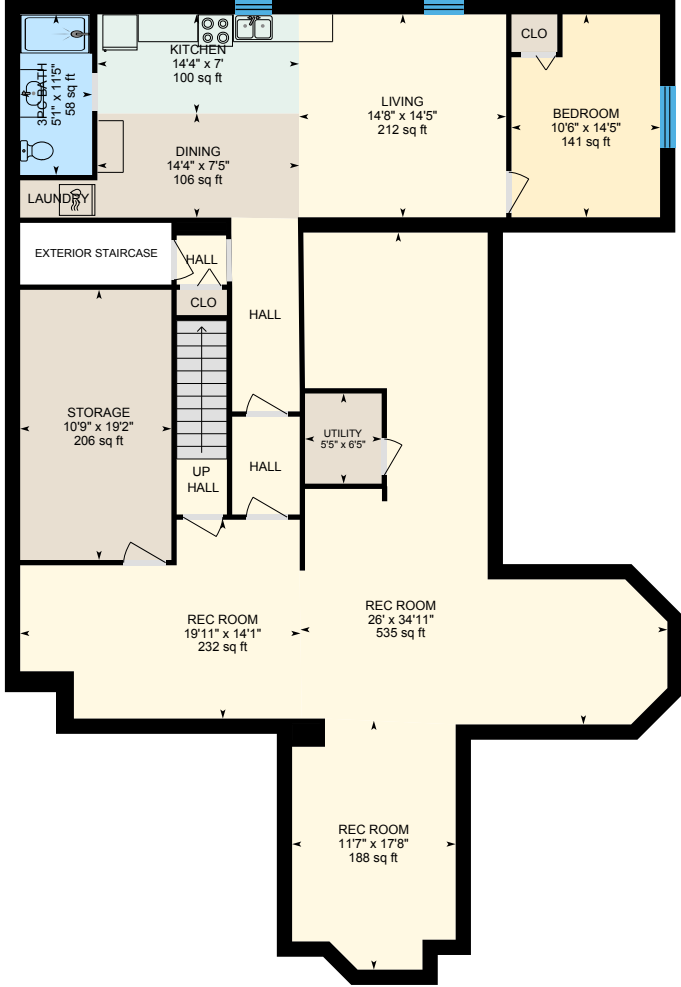 CLO
KITCHEN
14'4" x 7'
100 sq ft
3PC BATH
5'1" x 11'5"
58 sq ft
LIVING
14'8" x 14'5"
212 sq ft
BEDROOM
10'6" x 14'5"
141 sq ft
DINING
14'4" x 7'5"
106 sq ft
LAUNDRY
EXTERIOR STAIRCASE
HALL
CLO
HALL
STORAGE
10'9" x 19'2"
206 sq ft
UTILITY
5'5" x 6'5"
HALL
UP
HALL
REC ROOM
19'11" x 14'1"
232 sq ft
REC ROOM
26' x 34'11"
535 sq ft
REC ROOM
11'7" x 17'8"
188 sq ft